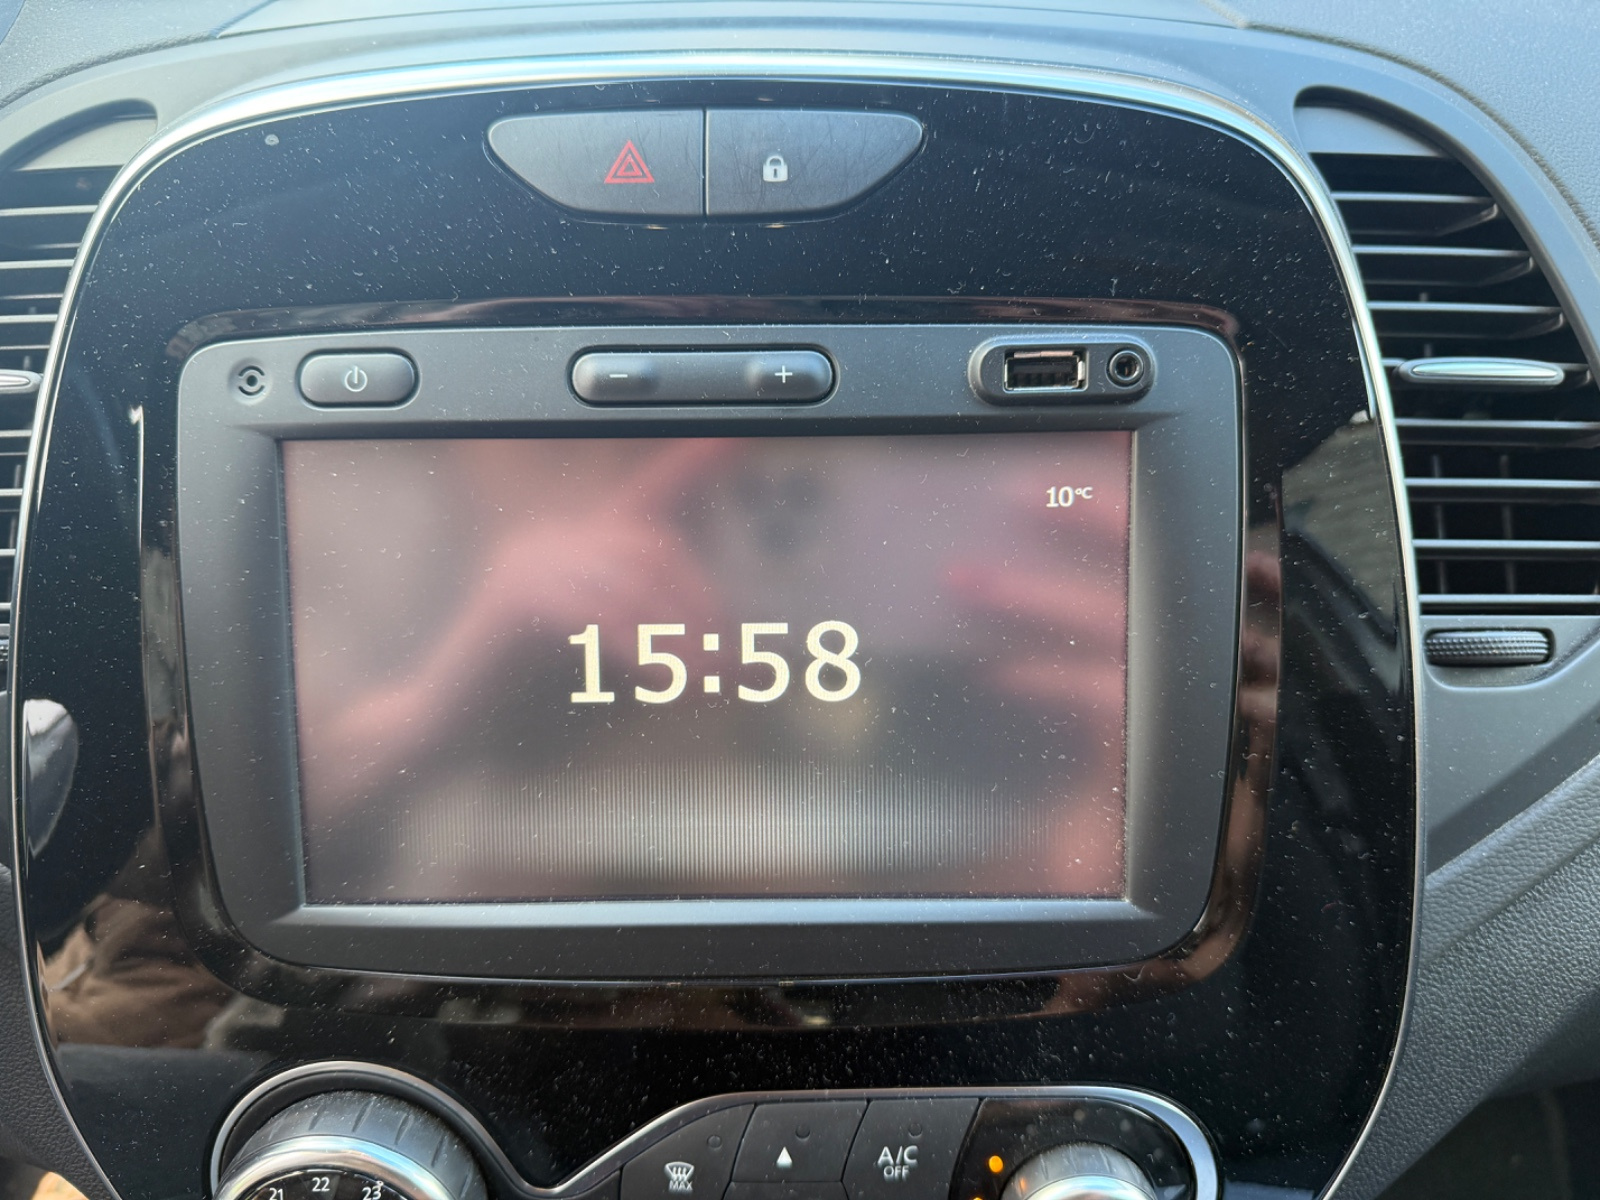 − +
10°C
15:58
MAX
A/C
OFF
21 22 23